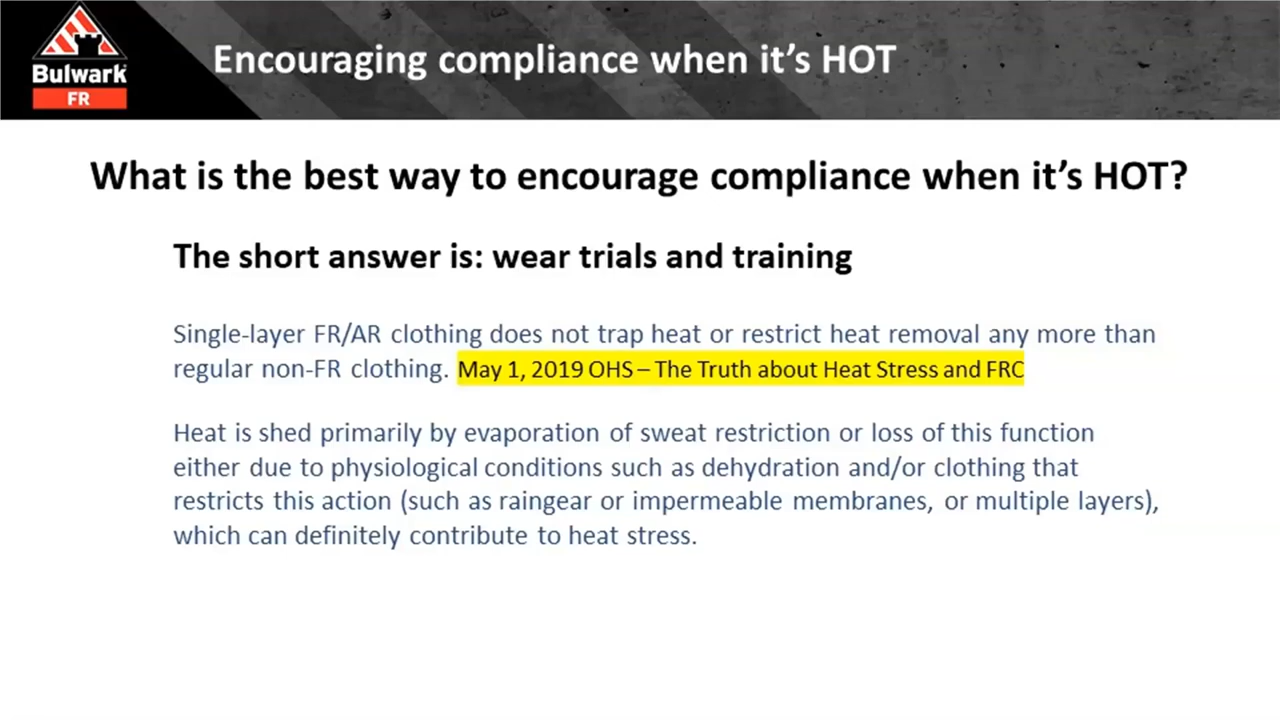 Bulwark
FR
Encouraging compliance when it's HOT
What is the best way to encourage compliance when it's HOT?
The short answer is: wear trials and training
Single-layer FR/AR clothing does not trap heat or restrict heat removal any more than
regular non-FR clothing. May 1, 2019 OHS – The Truth about Heat Stress and FRC
Heat is shed primarily by evaporation of sweat restriction or loss of this function
either due to physiological conditions such as dehydration and/or clothing that
restricts this action (such as raingear or impermeable membranes, or multiple layers),
which can definitely contribute to heat stress.